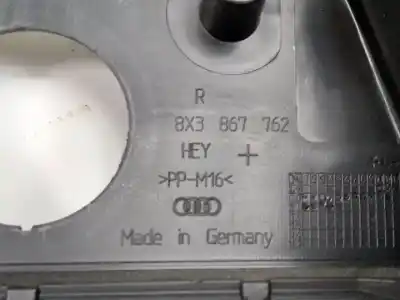 R
8X3 867 762
HEY +
>PP-M16<
Made in Germany